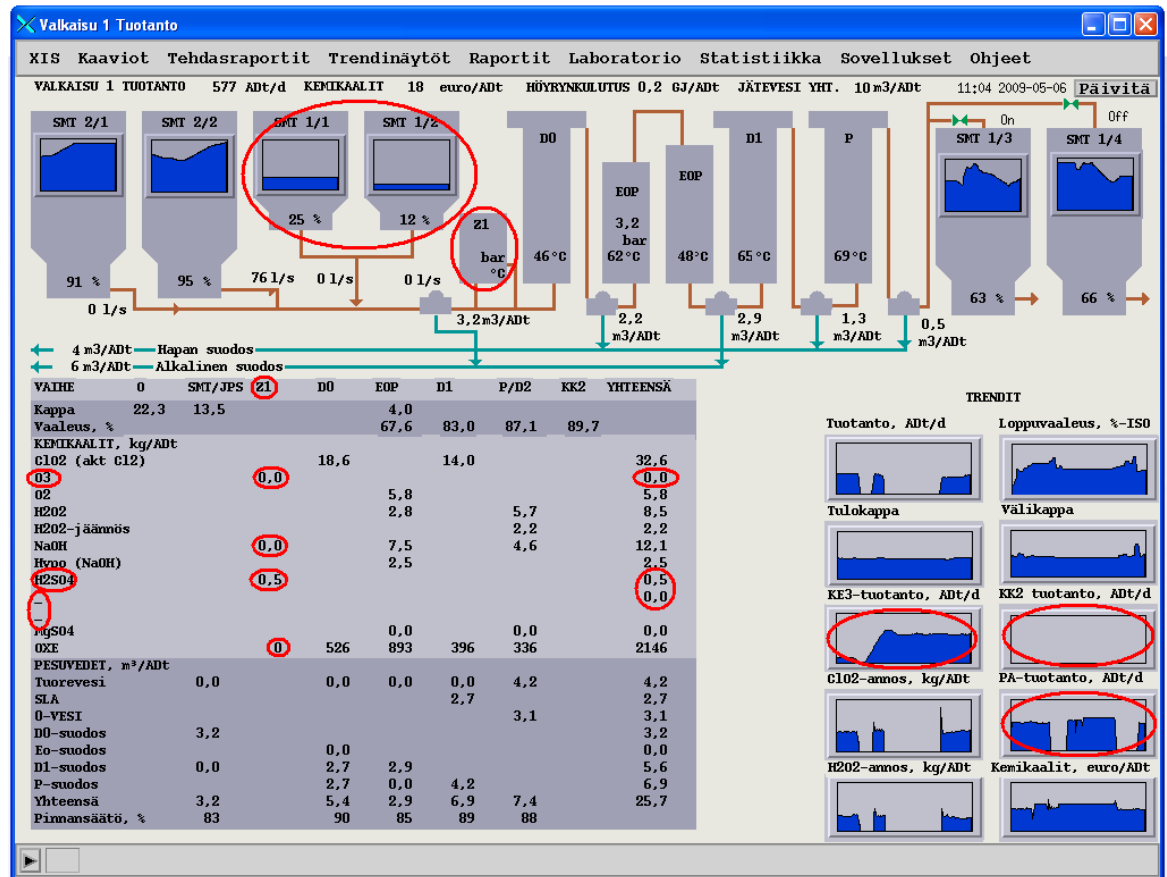 Valkaisu 1 Tuotanto
XIS Kaaviot Tehdasraportit Trendinäytöt Raportit Laboratorio Statistiikka Sovellukset Ohjeet
VALKAISU 1 TUOTANTO 577 ADt/d KEMIKAALIT 18 euro/ADt HÖYRYNKULUTUS 0,2 GJ/ADt JÄTEVESI YHT. 10 m3/ADt 11:04 2009-05-06 Päivitä
On Off
SMT 2/1 SMT 2/2 SMT 1/1 SMT 1/2 D0 D1 P SMT 1/3 SMT 1/4
EOP EOP
25 % 12 % Z1 3,2
bar bar
46°C 62°C 48°C 65°C 69°C
°C
91 % 95 % 76 l/s 0 l/s 0 l/s 63 % 66 %
0 l/s 3,2m3/ADt 2,2 2,9 1,3 0,5
m3/ADt m3/ADt m3/ADt m3/ADt
4 m3/ADt Hapan suodos
6 m3/ADt Alkalinen suodos
VAIHE O SMT/JPS Z1 D0 EOP D1 P/D2 KK2 YHTEENSÄ
Kappa 22,3 13,5 4,0
Vaaleus, % 67,6 83,0 87,1 89,7
KEMIKAALIT, kg/ADt
ClO2 (akt Cl2) 18,6 14,0 32,6
O3 0,0 0,0
O2 5,8 5,8
H2O2 2,8 5,7 8,5
H2O2-jäännös 2,2 2,2
NaOH 0,0 7,5 4,6 12,1
Hypo (NaOH) 2,5 2,5
H2SO4 0,5 0,5
– 0,0
–
MgSO4 0,0 0,0 0,0
OXE 0 526 893 396 336 2146
PESUVEDET, m³/ADt
Tuorevesi 0,0 0,0 0,0 0,0 4,2 4,2
SLA 2,7 2,7
O-VESI 3,1 3,1
D0-suodos 3,2 3,2
Eo-suodos 0,0 0,0
D1-suodos 0,0 2,7 2,9 5,6
P-suodos 2,7 0,0 4,2 6,9
Yhteensä 3,2 5,4 2,9 6,9 7,4 25,7
Pinnansäätö, % 83 90 85 89 88
TRENDIT
Tuotanto, ADt/d Loppuvaaleus, %-ISO
Tulokappa Välikappa
KE3-tuotanto, ADt/d KK2 tuotanto, ADt/d
ClO2-annos, kg/ADt PA-tuotanto, ADt/d
H2O2-annos, kg/ADt Kemikaalit, euro/ADt